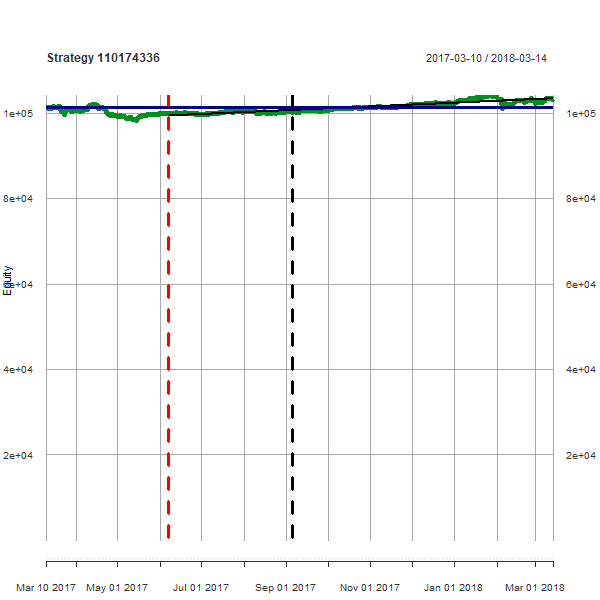 Strategy 110174336
2017-03-10 / 2018-03-14
1e+05
1e+05
8e+04
8e+04
Equity
6e+04
6e+04
4e+04
4e+04
2e+04
2e+04
Mar 10 2017
May 01 2017
Jul 01 2017
Sep 01 2017
Nov 01 2017
Jan 01 2018
Mar 01 2018